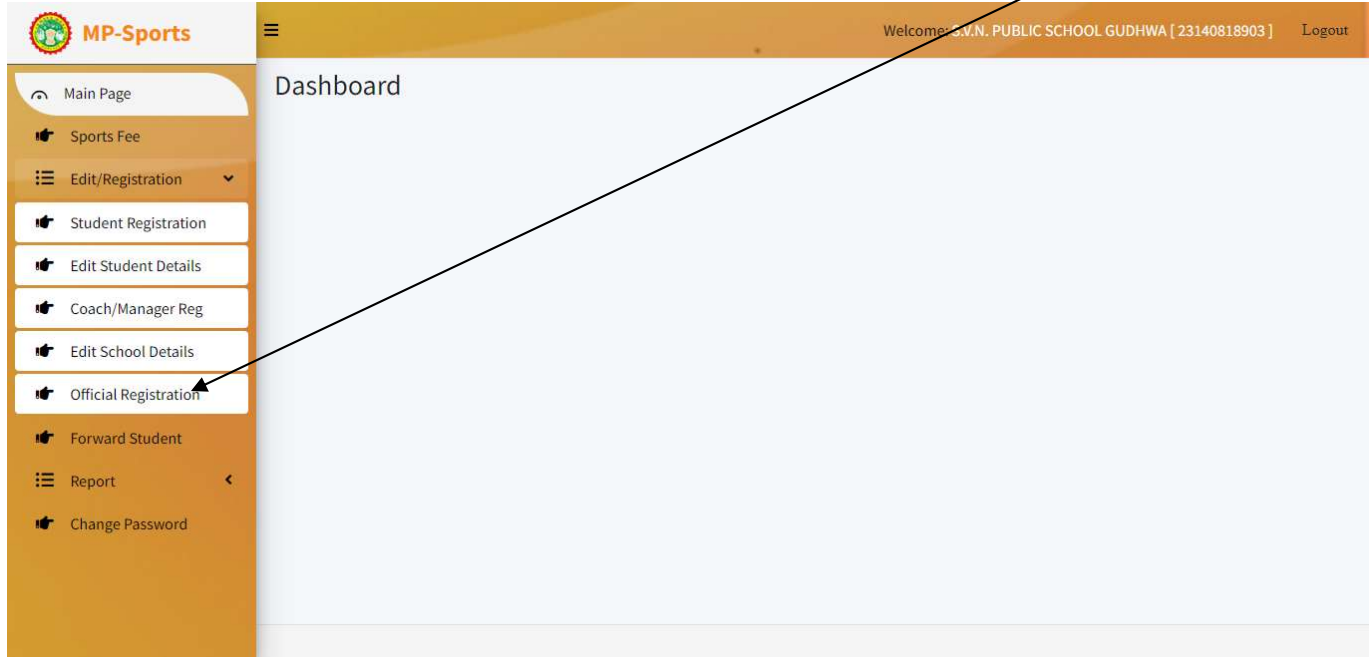 MP-Sports
Welcome: S.V.N. PUBLIC SCHOOL GUDHWA [ 23140818903 ] Logout
Dashboard
Main Page
Sports Fee
Edit/Registration
Student Registration
Edit Student Details
Coach/Manager Reg
Edit School Details
Official Registration
Forward Student
Report
Change Password